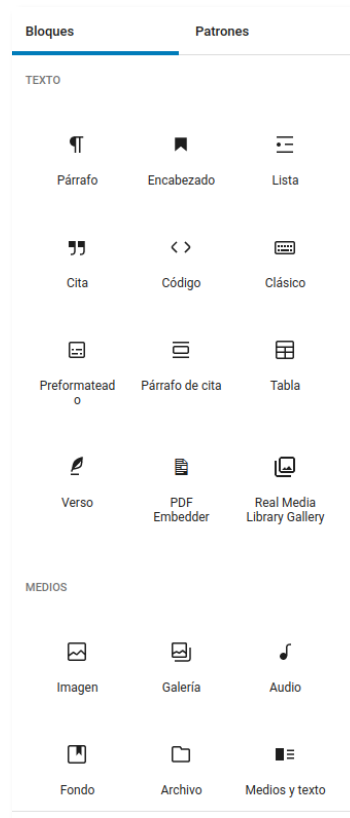 Bloques
Patrones
TEXTO
Párrafo
Encabezado
Lista
Cita
Código
Clásico
Preformatead
o
Párrafo de cita
Tabla
Verso
PDF
Embedder
Real Media
Library Gallery
MEDIOS
Imagen
Galería
Audio
Fondo
Archivo
Medios y texto